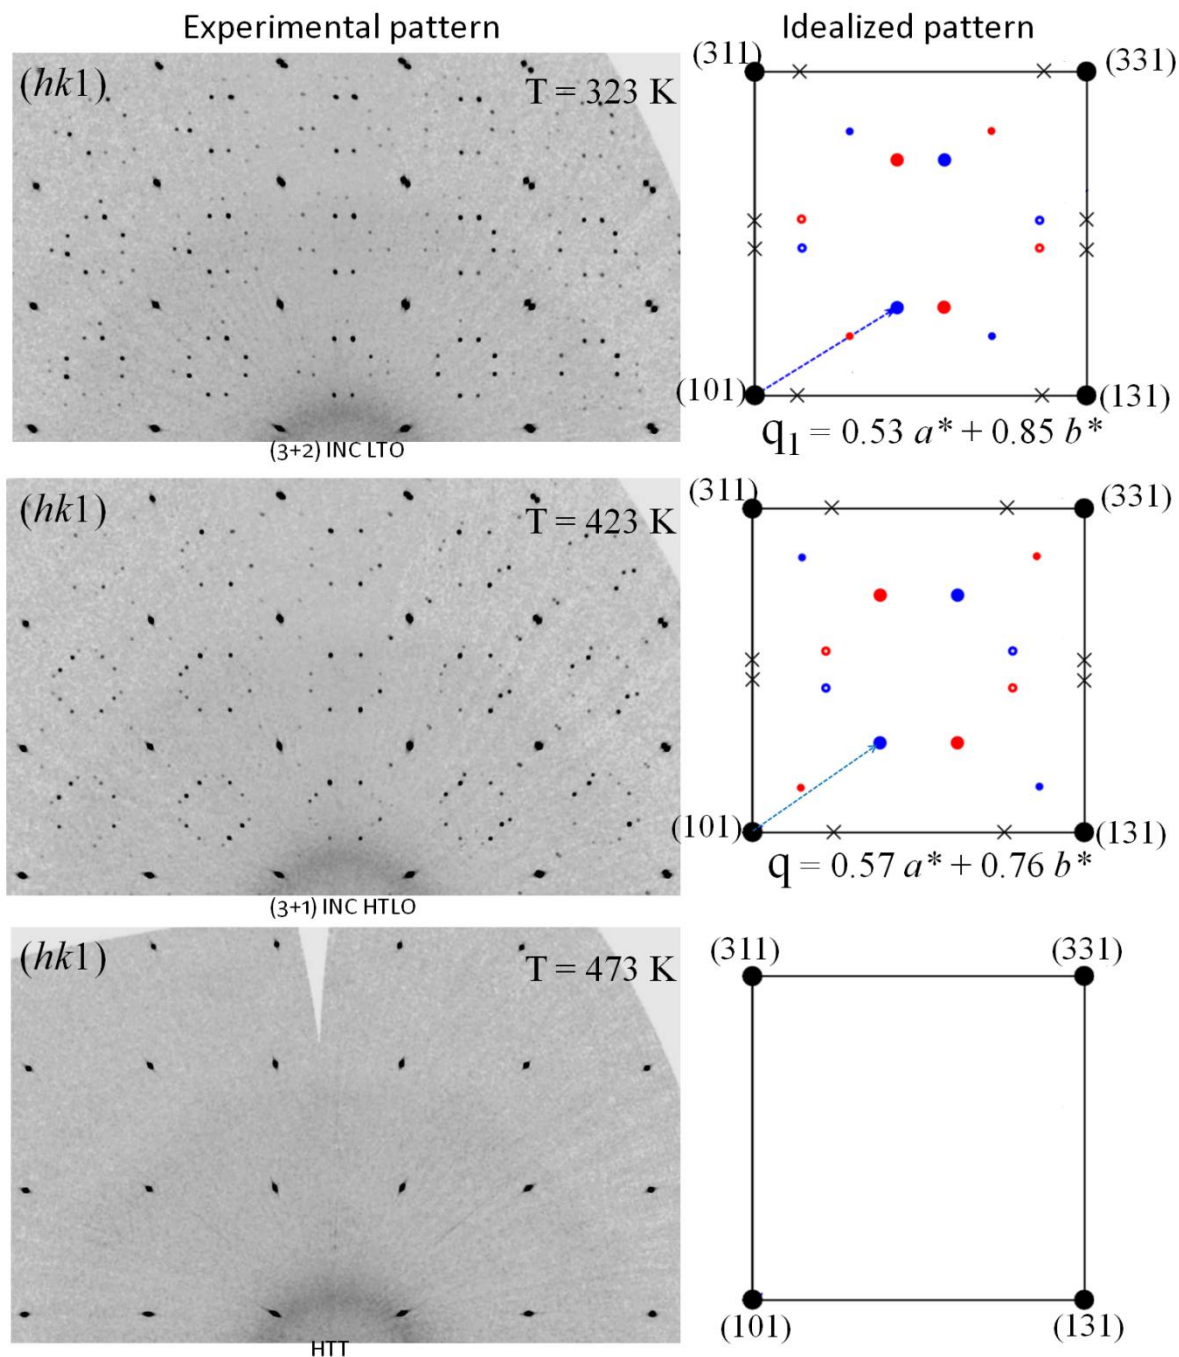 Experimental pattern
Idealized pattern
(hk1)
T = 323 K
(311)
(331)
(101)
(131)
q1 = 0.53 a* + 0.85 b*
(3+2) INC LTO
(hk1)
T = 423 K
(311)
(331)
(101)
(131)
q = 0.57 a* + 0.76 b*
(3+1) INC HTLO
(hk1)
T = 473 K
(311)
(331)
(101)
(131)
HTT